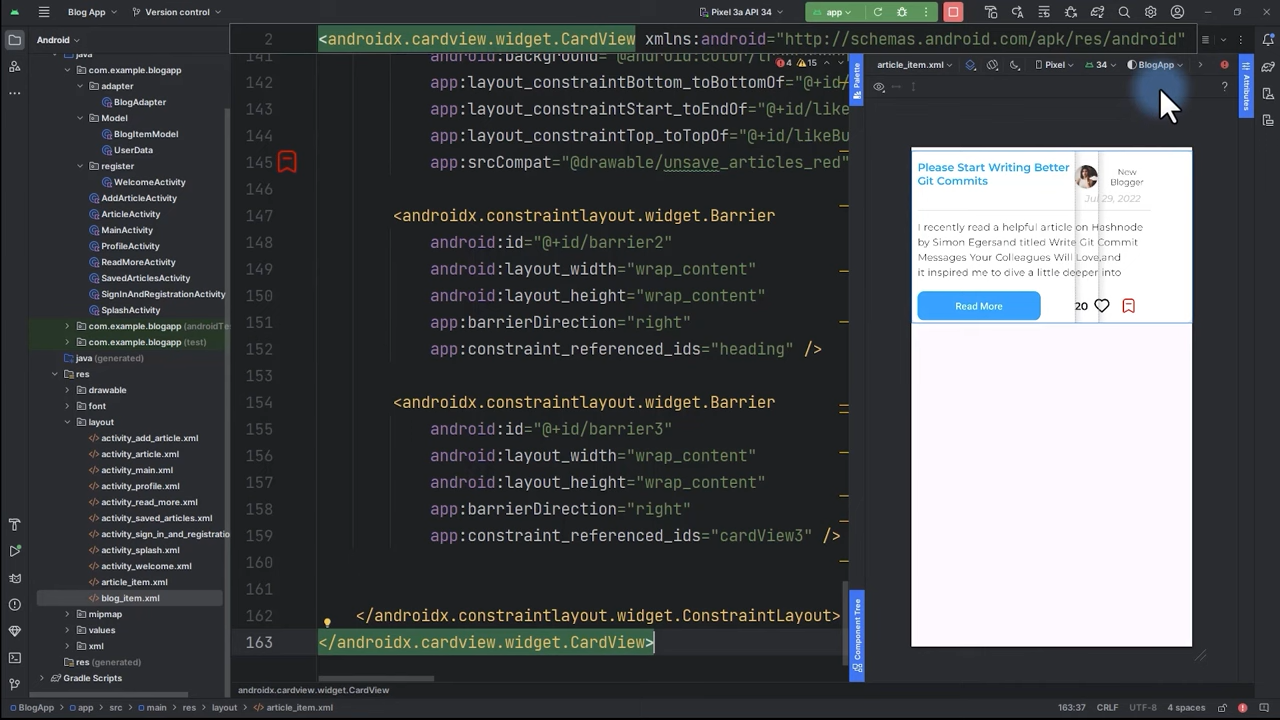 Blog App
Version control
Pixel 3a API 34
app
Android
java
com.example.blogapp
adapter
BlogAdapter
Model
BlogItemModel
UserData
register
WelcomeActivity
AddArticleActivity
ArticleActivity
MainActivity
ProfileActivity
ReadMoreActivity
SavedArticlesActivity
SignInAndRegistrationActivity
SplashActivity
com.example.blogapp (androidTe
com.example.blogapp (test)
java (generated)
res
drawable
font
layout
activity_add_article.xml
activity_article.xml
activity_main.xml
activity_profile.xml
activity_read_more.xml
activity_saved_articles.xml
activity_sign_in_and_registratio
activity_splash.xml
activity_welcome.xml
article_item.xml
blog_item.xml
mipmap
values
xml
res (generated)
Gradle Scripts
2 <androidx.cardview.widget.CardView xmlns:android="http://schemas.android.com/apk/res/android"
4 15
141 android:background="@android:color/tr
142 app:layout_constraintBottom_toBottomOf="@+id/
143 app:layout_constraintStart_toEndOf="@+id/like
144 app:layout_constraintTop_toTopOf="@+id/likeBu
145 app:srcCompat="@drawable/unsave_articles_red"
146
147 <androidx.constraintlayout.widget.Barrier
148 android:id="@+id/barrier2"
149 android:layout_width="wrap_content"
150 android:layout_height="wrap_content"
151 app:barrierDirection="right"
152 app:constraint_referenced_ids="heading" />
153
154 <androidx.constraintlayout.widget.Barrier
155 android:id="@+id/barrier3"
156 android:layout_width="wrap_content"
157 android:layout_height="wrap_content"
158 app:barrierDirection="right"
159 app:constraint_referenced_ids="cardView3" />
160
161
162 </androidx.constraintlayout.widget.ConstraintLayout>
163 </androidx.cardview.widget.CardView>
androidx.cardview.widget.CardView
Palette
Component Tree
article_item.xml
Pixel
34
BlogApp
Attributes
Please Start Writing Better
Git Commits
New
Blogger
Jul 29, 2022
I recently read a helpful article on Hashnode
by Simon Egersand titled Write Git Commit
Messages Your Colleagues Will Love,and
it inspired me to dive a little deeper into
Read More
20
BlogApp > app > src > main > res > layout > article_item.xml
163:37 CRLF UTF-8 4 spaces